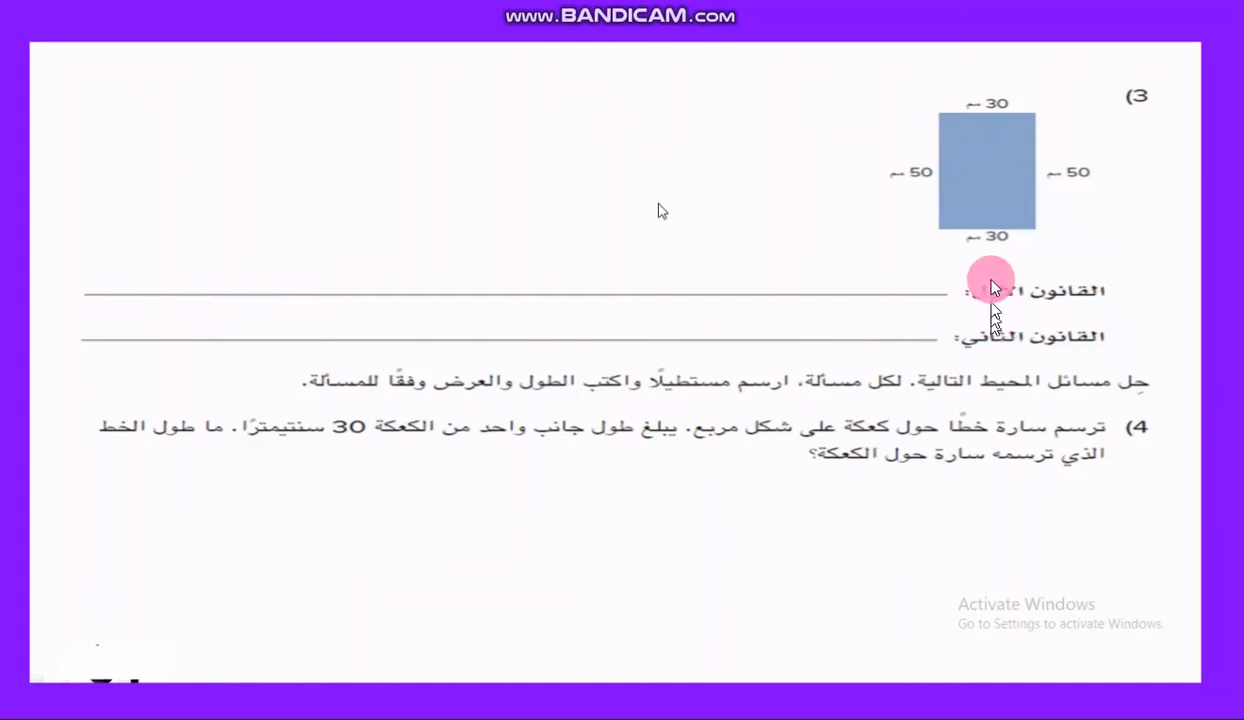 www.BANDICAM.com
(3
30 سم
50 سم
50 سم
30 سم
القانون
القانون الثاني:
حِل مسائل المحيط التالية. لكل مسألة، ارسم مستطيلًا واكتب الطول والعرض وفقًا للمسألة.
(4 ترسم سارة خطًا حول كعكة على شكل مربع. يبلغ طول جانب واحد من الكعكة 30 سنتيمترًا. ما طول الخط
الذي ترسمه سارة حول الكعكة؟
Activate Windows
Go to Settings to activate Windows.